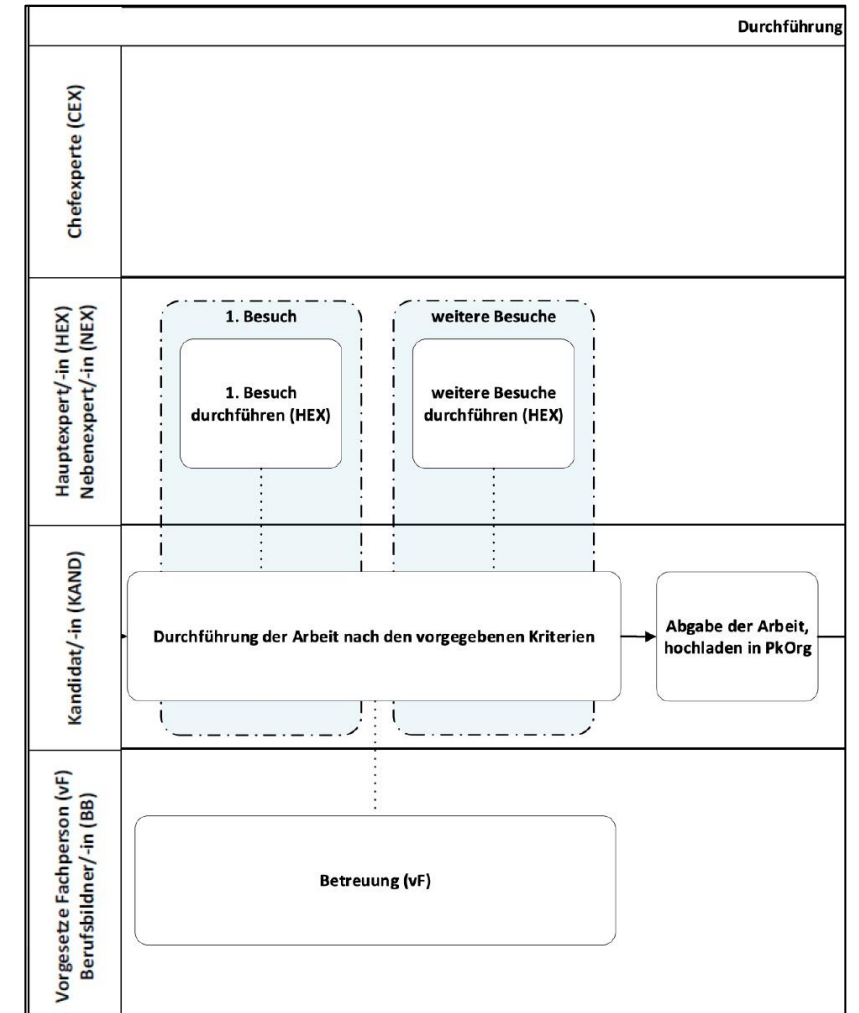 Durchführung
Chefexperte (CEX)
Hauptexpert/-in (HEX)
Nebenexpert/-in (NEX)
1. Besuch
1. Besuch
durchführen (HEX)
weitere Besuche
weitere Besuche
durchführen (HEX)
Kandidat/-in (KAND)
Durchführung der Arbeit nach den vorgegebenen Kriterien
Abgabe der Arbeit,
hochladen in PkOrg
Vorgesetze Fachperson (vF)
Berufsbildner/-in (BB)
Betreuung (vF)